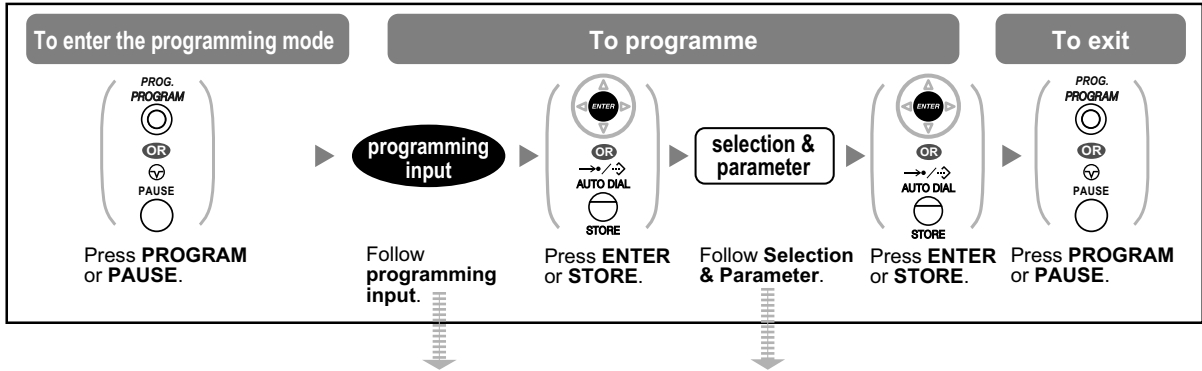 To enter the programming mode
To programme
To exit
PROG.
PROGRAM
OR
PAUSE
Press PROGRAM
or PAUSE.
programming
input
Follow
programming
input.
ENTER
OR
AUTO DIAL
STORE
Press ENTER
or STORE.
selection &
parameter
Follow Selection
& Parameter.
ENTER
OR
AUTO DIAL
STORE
Press ENTER
or STORE.
PROG.
PROGRAM
OR
PAUSE
Press PROGRAM
or PAUSE.